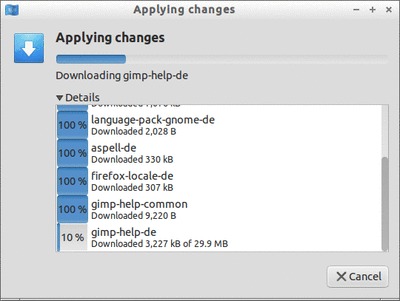 Applying changes
Applying changes
Downloading gimp-help-de
Details
100 % language-pack-gnome-de
Downloaded 2,028 B
100 % aspell-de
Downloaded 330 kB
100 % firefox-locale-de
Downloaded 307 kB
100 % gimp-help-common
Downloaded 9,220 B
10 % gimp-help-de
Downloaded 3,227 kB of 29.9 MB
Cancel